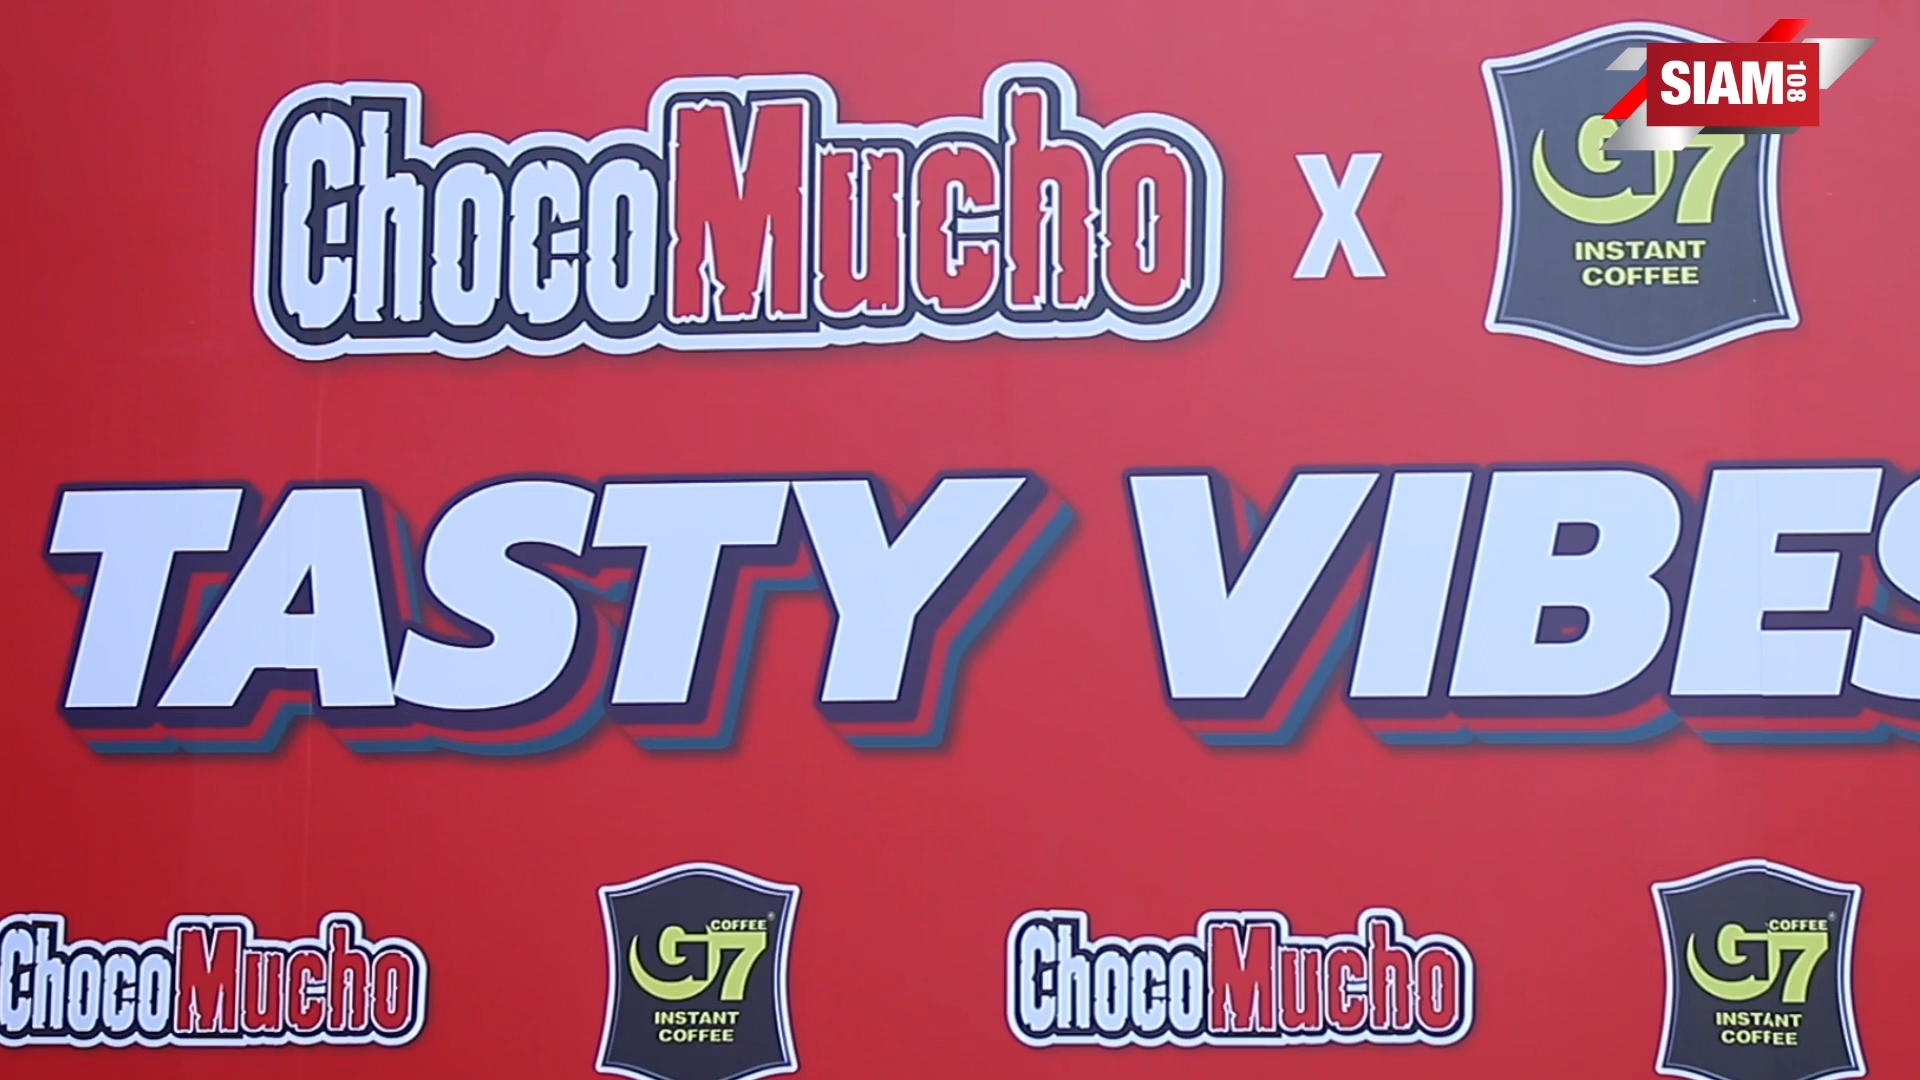 SIAM 108
ChocoMucho X G7
INSTANT
COFFEE
TASTY VIBES
ChocoMucho
COFFEE
G7
INSTANT
COFFEE
ChocoMucho
COFFEE
G7
INSTANT
COFFEE